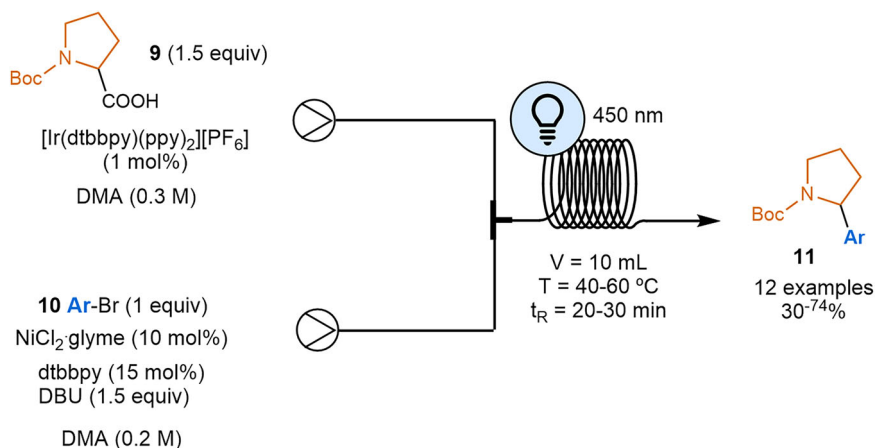 9 (1.5 equiv)
N
Boc
COOH
[Ir(dtbbpy)(ppy)2][PF6]
(1 mol%)
DMA (0.3 M)
450 nm
V = 10 mL
T = 40-60 ºC
tR = 20-30 min
N
Boc
Ar
11
12 examples
30-74%
10 Ar-Br (1 equiv)
NiCl2·glyme (10 mol%)
dtbbpy (15 mol%)
DBU (1.5 equiv)
DMA (0.2 M)